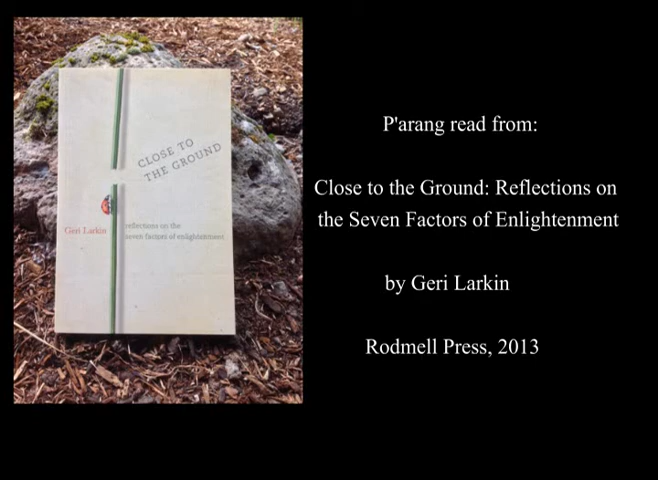 CLOSE TO
THE GROUND
Geri Larkin
reflections on the
seven factors of enlightenment
P'arang read from:
Close to the Ground: Reflections on
the Seven Factors of Enlightenment
by Geri Larkin
Rodmell Press, 2013